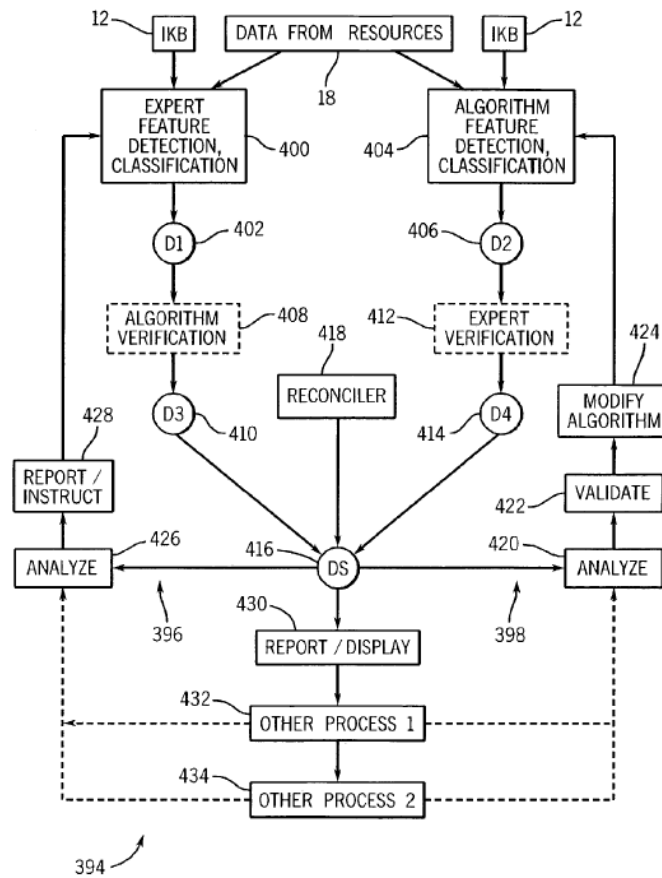 12
IKB
DATA FROM RESOURCES
IKB
12
18
EXPERT
FEATURE
DETECTION,
CLASSIFICATION
400
404
ALGORITHM
FEATURE
DETECTION,
CLASSIFICATION
D1
402
406
D2
ALGORITHM
VERIFICATION
408
412
EXPERT
VERIFICATION
418
RECONCILER
424
MODIFY
ALGORITHM
D3
410
414
D4
428
REPORT /
INSTRUCT
422
VALIDATE
426
ANALYZE
416
DS
420
ANALYZE
396
398
430
REPORT / DISPLAY
432
OTHER PROCESS 1
434
OTHER PROCESS 2
394